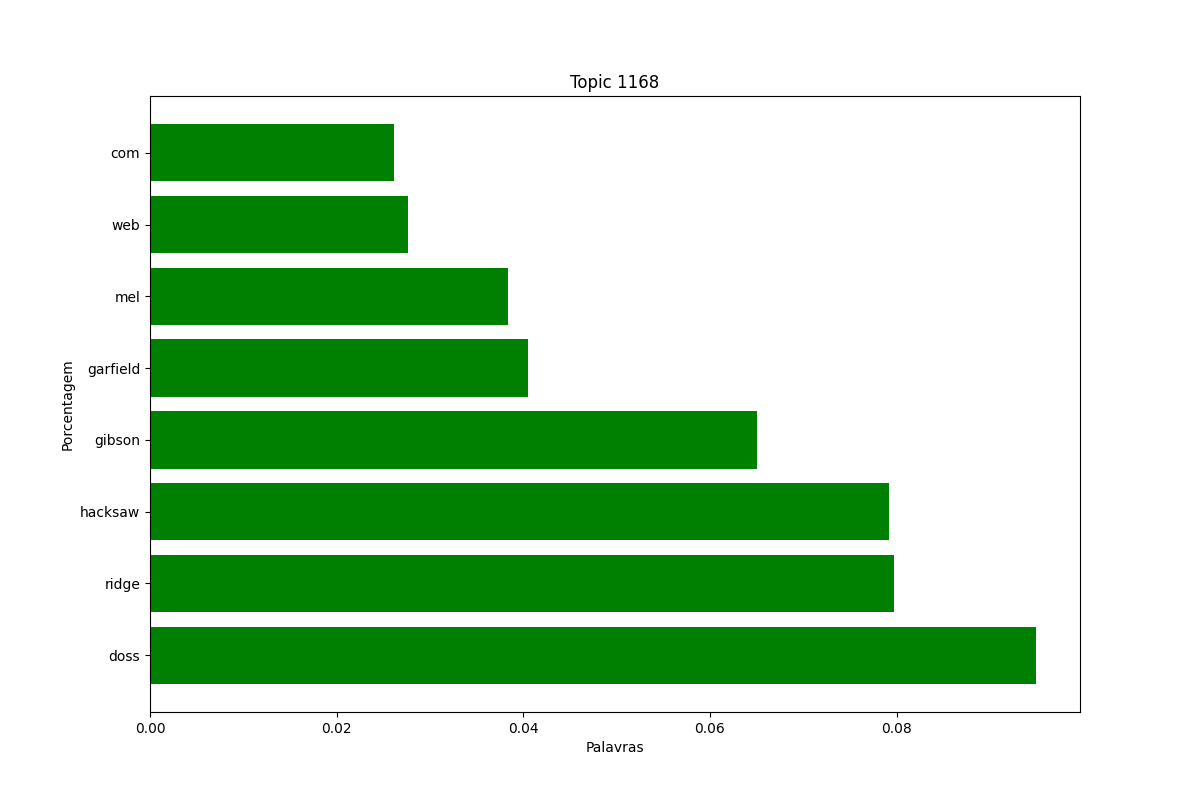 Topic 1168
com
web
mel
garfield
gibson
hacksaw
ridge
doss
Porcentagem
0.00 0.02 0.04 0.06 0.08
Palavras